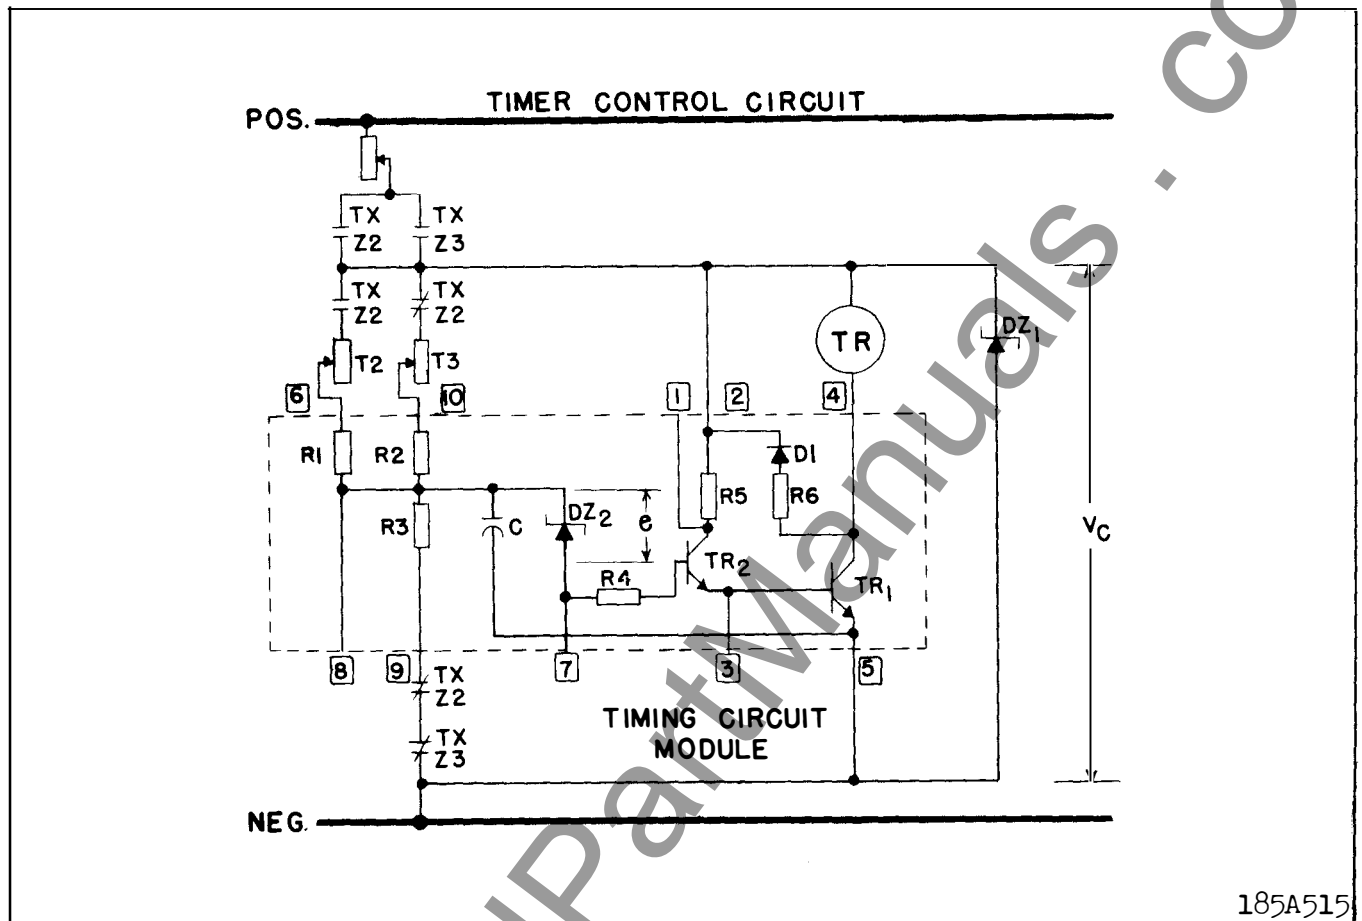 TIMER CONTROL CIRCUIT
POS.
TX
Z2
TX
Z3
TX
Z2
TX
Z2
T2
T3
TR
DZ1
6
10
1
2
4
R1
R2
D1
R5
R6
R3
C
DZ2
e
VC
TR2
R4
TR1
8
9
7
3
5
TX
Z2
TX
Z3
TIMING CIRCUIT
MODULE
NEG.
185A515
PartManuals . co